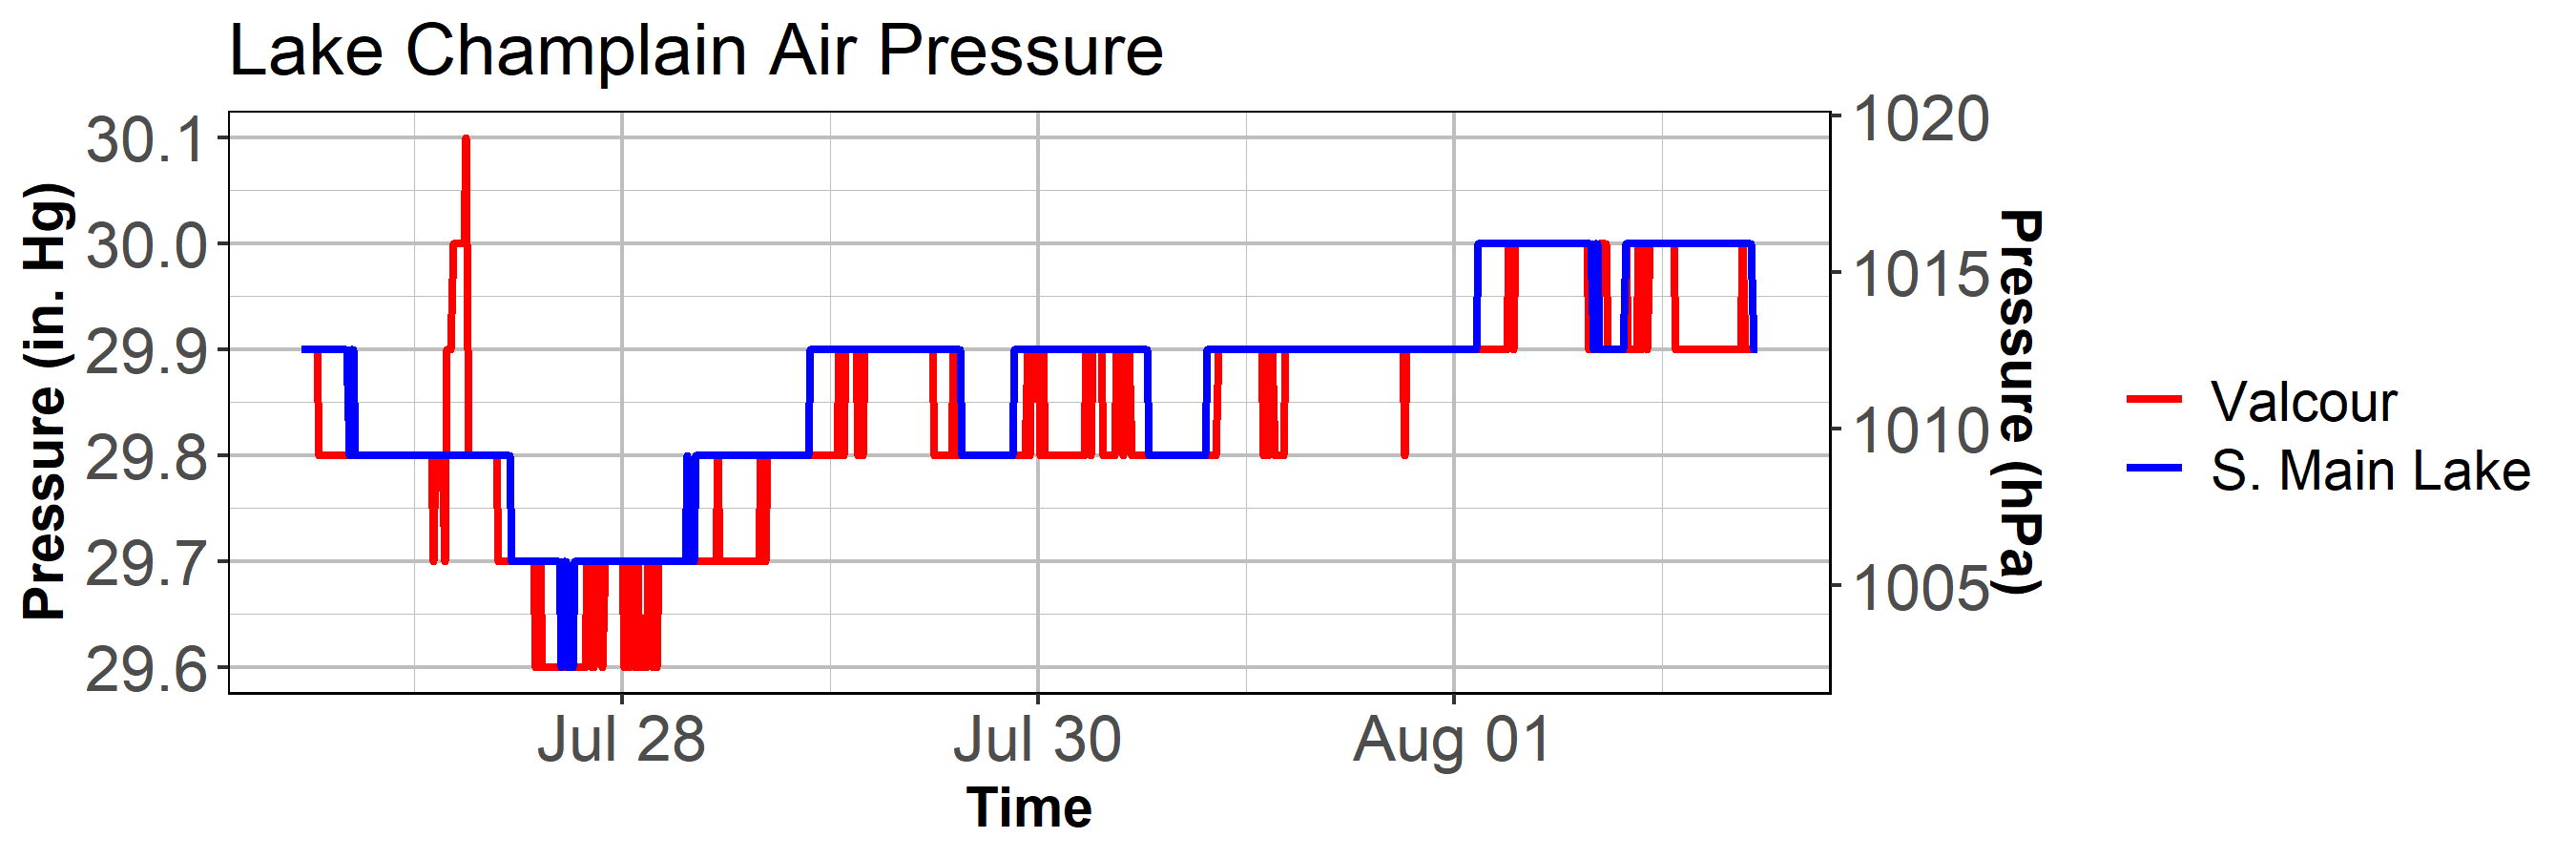 Lake Champlain Air Pressure
Pressure (in. Hg)
30.1
30.0
29.9
29.8
29.7
29.6
1020
1015
1010
1005
Pressure (hPa)
Jul 28
Jul 30
Aug 01
Time
Valcour
S. Main Lake